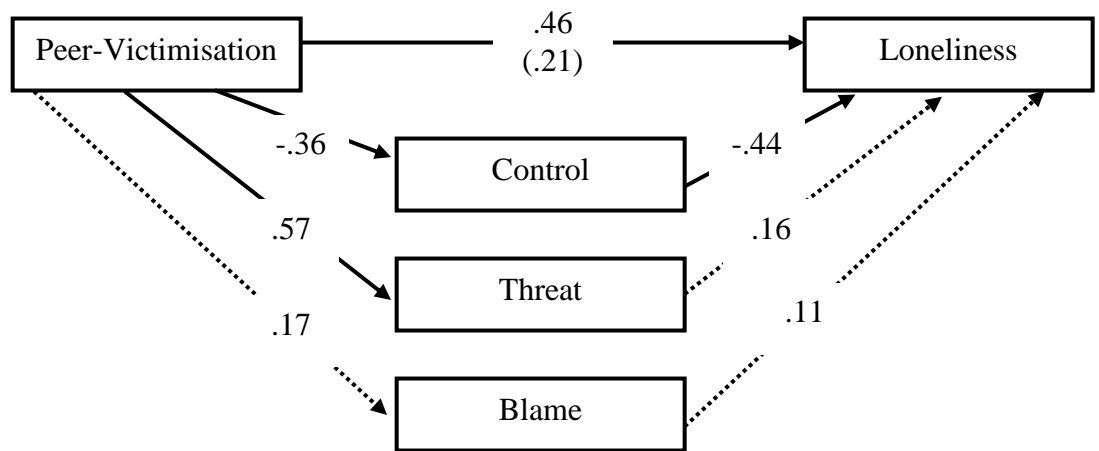 .46
Peer-Victimisation
Loneliness
(.21)
-.36
Control
-.44
.57
.16
Threat
.17
.11
Blame